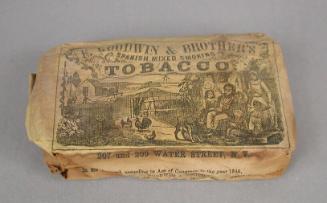 GOODWIN & BROTHER'S
SPANISH MIXED SMOKING
TOBACCO
207 and 209 WATER STREET, N. Y.
according to Act of Congress in the year 1848,